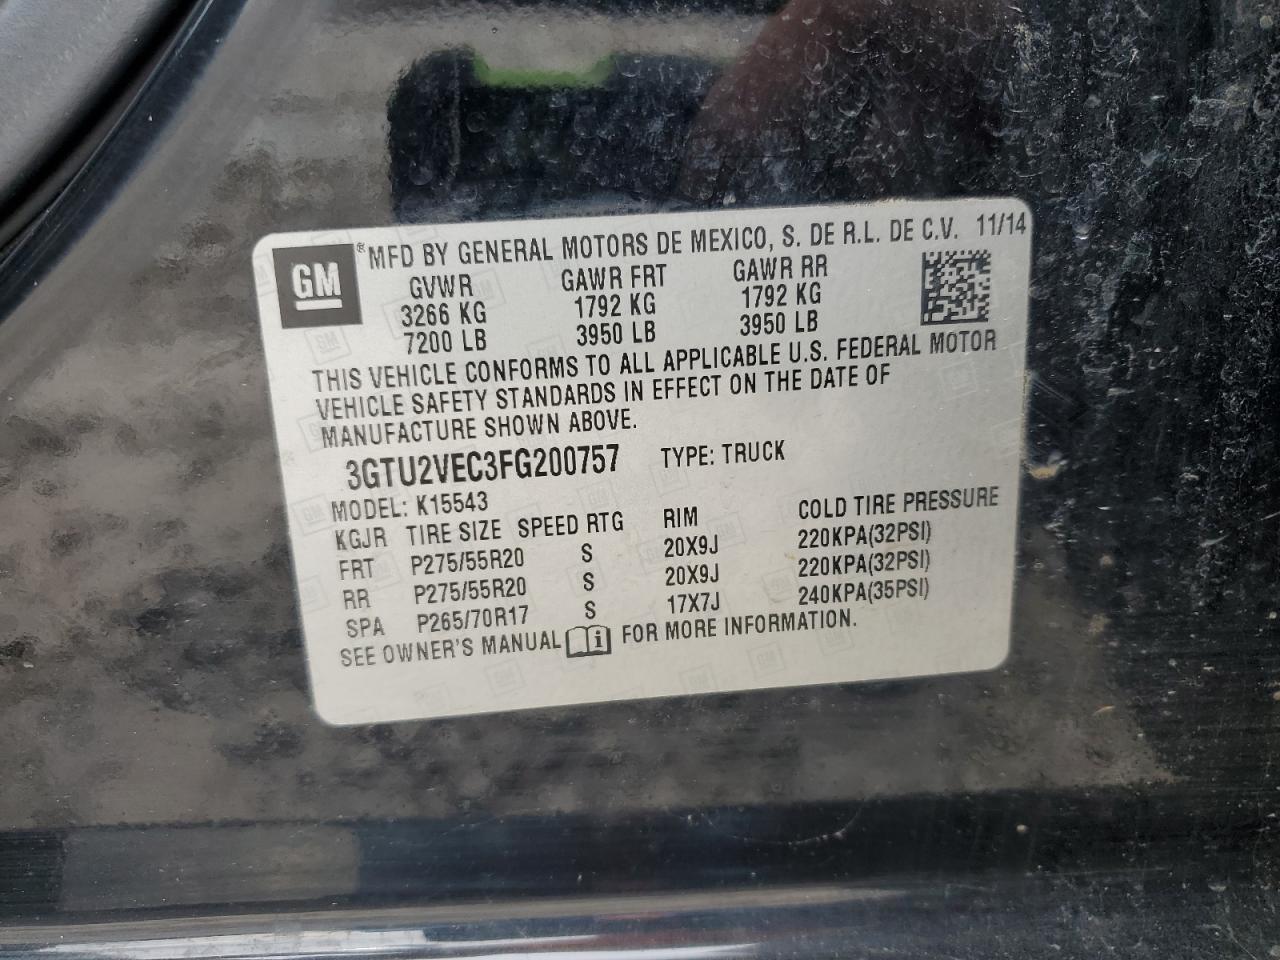 GM ® MFD BY GENERAL MOTORS DE MEXICO, S. DE R.L. DE C.V. 11/14
GVWR GAWR FRT GAWR RR
3266 KG 1792 KG 1792 KG
7200 LB 3950 LB 3950 LB
THIS VEHICLE CONFORMS TO ALL APPLICABLE U.S. FEDERAL MOTOR
VEHICLE SAFETY STANDARDS IN EFFECT ON THE DATE OF
MANUFACTURE SHOWN ABOVE.
3GTU2VEC3FG200757 TYPE: TRUCK
MODEL: K15543
KGJR TIRE SIZE SPEED RTG RIM COLD TIRE PRESSURE
FRT P275/55R20 S 20X9J 220KPA(32PSI)
RR P275/55R20 S 20X9J 220KPA(32PSI)
SPA P265/70R17 S 17X7J 240KPA(35PSI)
SEE OWNER'S MANUAL FOR MORE INFORMATION.